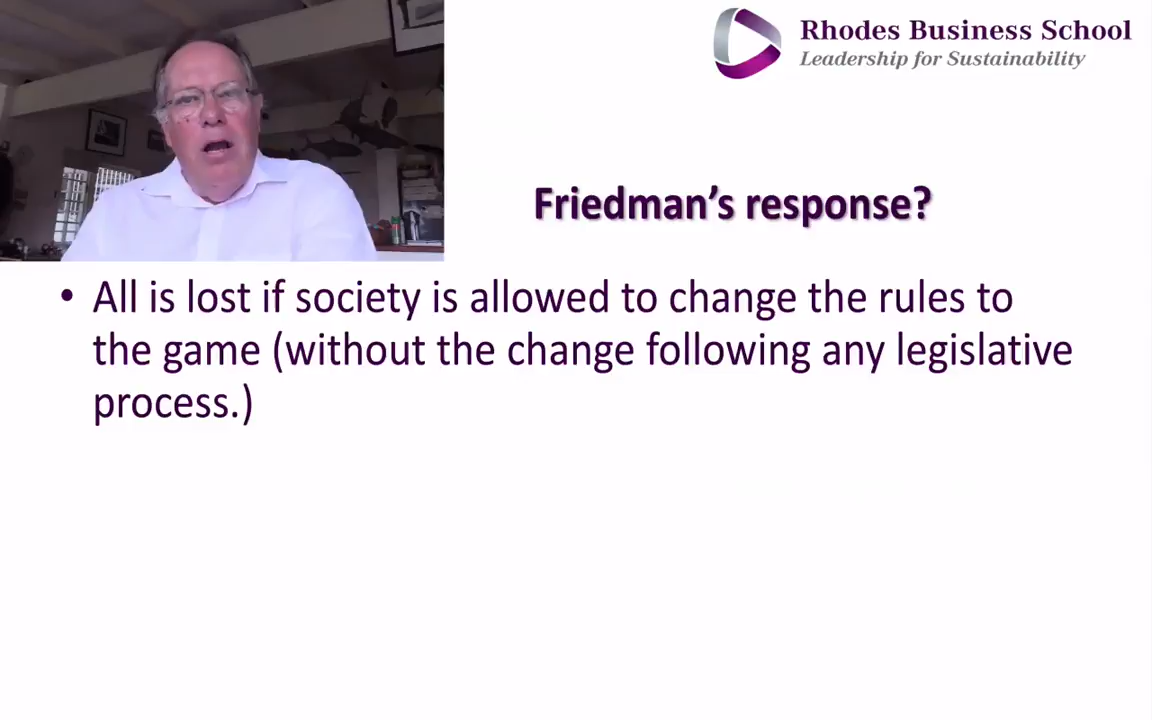 Rhodes Business School
Leadership for Sustainability
Friedman’s response?
• All is lost if society is allowed to change the rules to
the game (without the change following any legislative
process.)